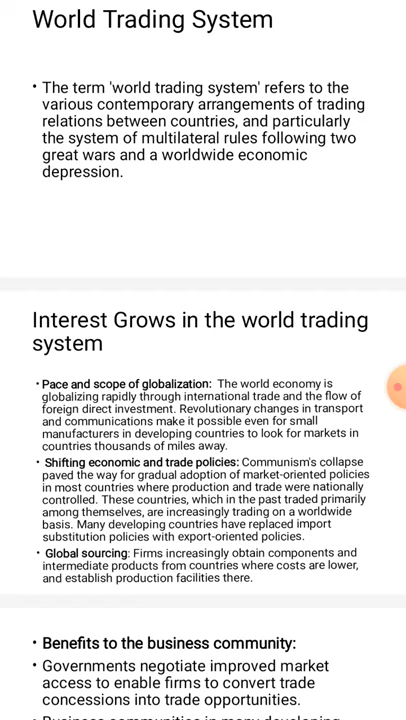 World Trading System
• The term 'world trading system' refers to the
various contemporary arrangements of trading
relations between countries, and particularly
the system of multilateral rules following two
great wars and a worldwide economic
depression.
Interest Grows in the world trading
system
• Pace and scope of globalization: The world economy is
globalizing rapidly through international trade and the flow of
foreign direct investment. Revolutionary changes in transport
and communications make it possible even for small
manufacturers in developing countries to look for markets in
countries thousands of miles away.
• Shifting economic and trade policies: Communism's collapse
paved the way for gradual adoption of market-oriented policies
in most countries where production and trade were nationally
controlled. These countries, which in the past traded primarily
among themselves, are increasingly trading on a worldwide
basis. Many developing countries have replaced import
substitution policies with export-oriented policies.
• Global sourcing: Firms increasingly obtain components and
intermediate products from countries where costs are lower,
and establish production facilities there.
• Benefits to the business community:
• Governments negotiate improved market
access to enable firms to convert trade
concessions into trade opportunities.
• Business communities in many developing